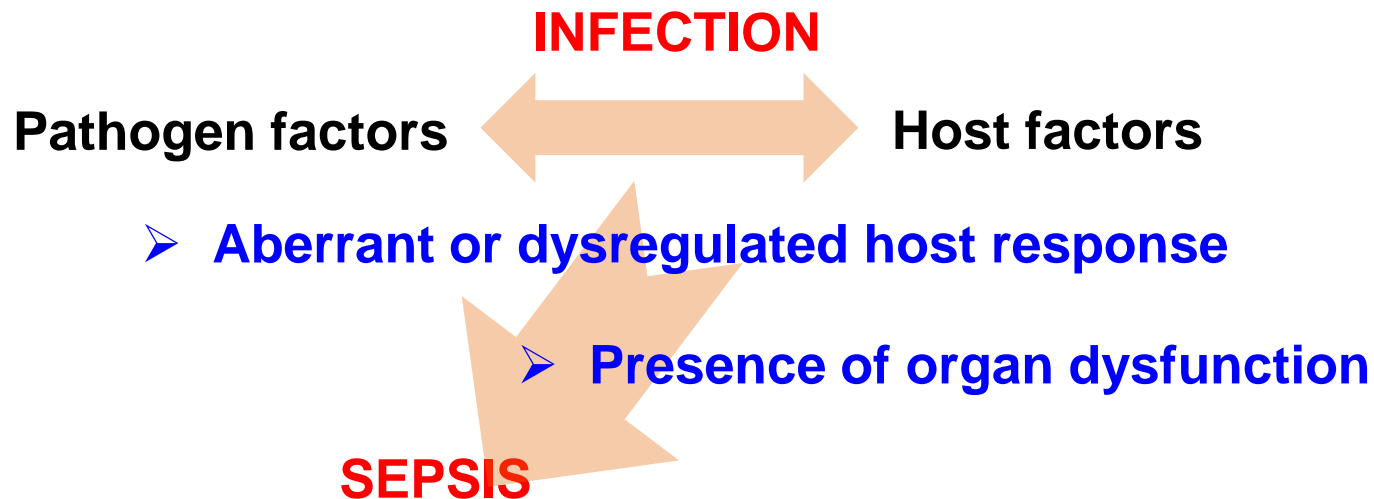 INFECTION
Pathogen factors Host factors
➢ Aberrant or dysregulated host response
➢ Presence of organ dysfunction
SEPSIS